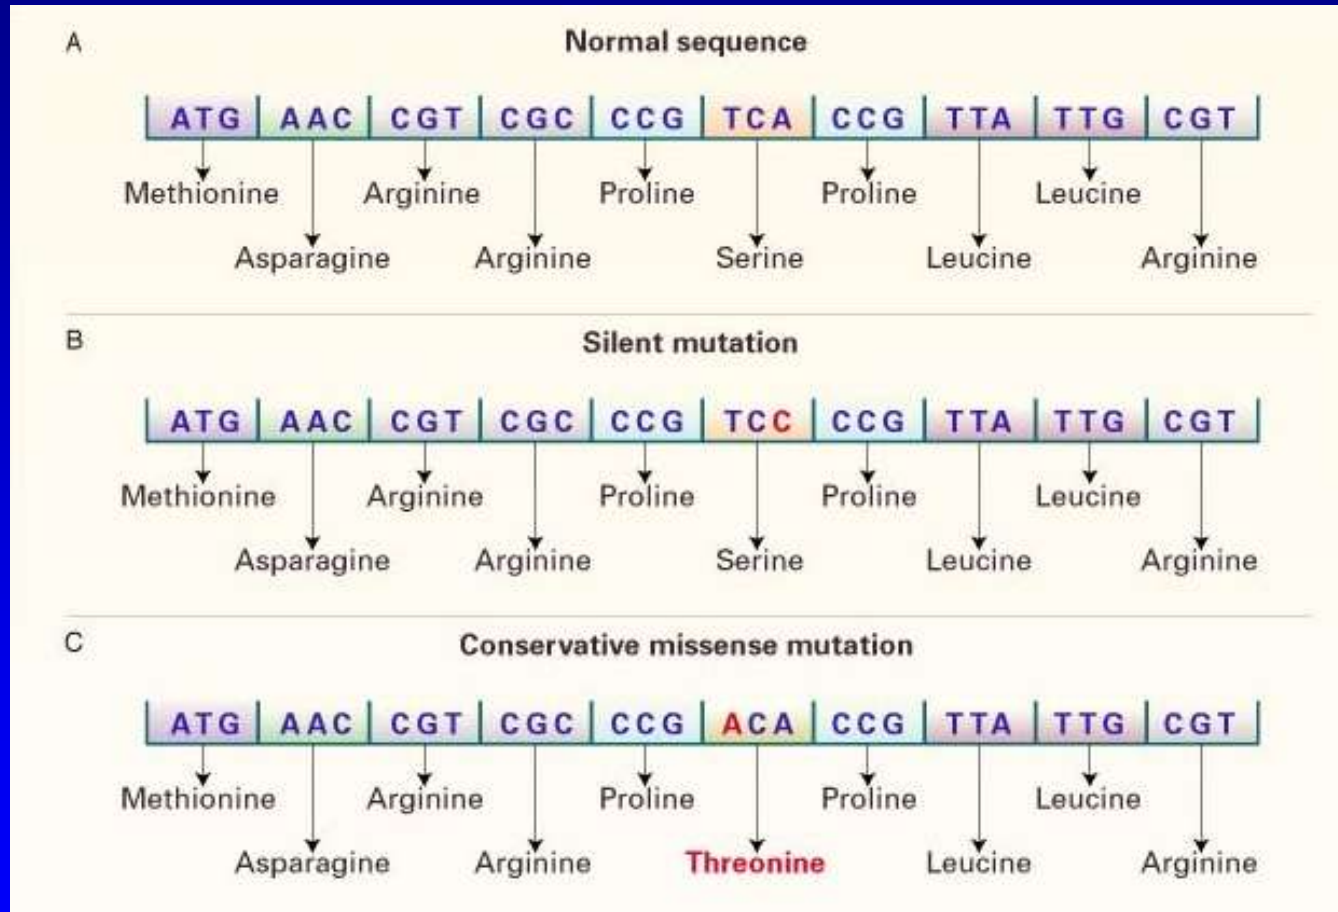 A
Normal sequence
ATG AAC CGT CGC CCG TCA CCG TTA TTG CGT
Methionine Arginine Proline Proline Leucine
Asparagine Arginine Serine Leucine Arginine
B
Silent mutation
ATG AAC CGT CGC CCG TCC CCG TTA TTG CGT
Methionine Arginine Proline Proline Leucine
Asparagine Arginine Serine Leucine Arginine
C
Conservative missense mutation
ATG AAC CGT CGC CCG ACA CCG TTA TTG CGT
Methionine Arginine Proline Proline Leucine
Asparagine Arginine Threonine Leucine Arginine